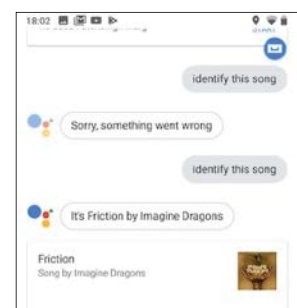 18:02
identify this song
Sorry, something went wrong
identify this song
It's Friction by Imagine Dragons
Friction
Song by Imagine Dragons